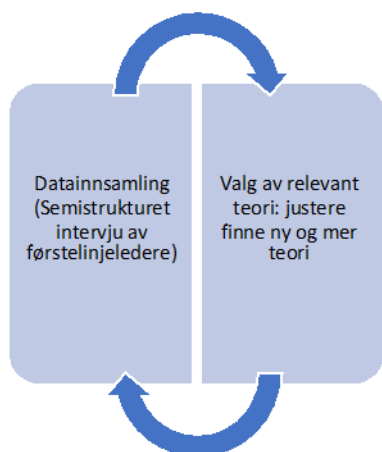 Datainnsamling
(Semistrukturet
intervju av
førstelinjeledere)
Valg av relevant
teori: justere
finne ny og mer
teori